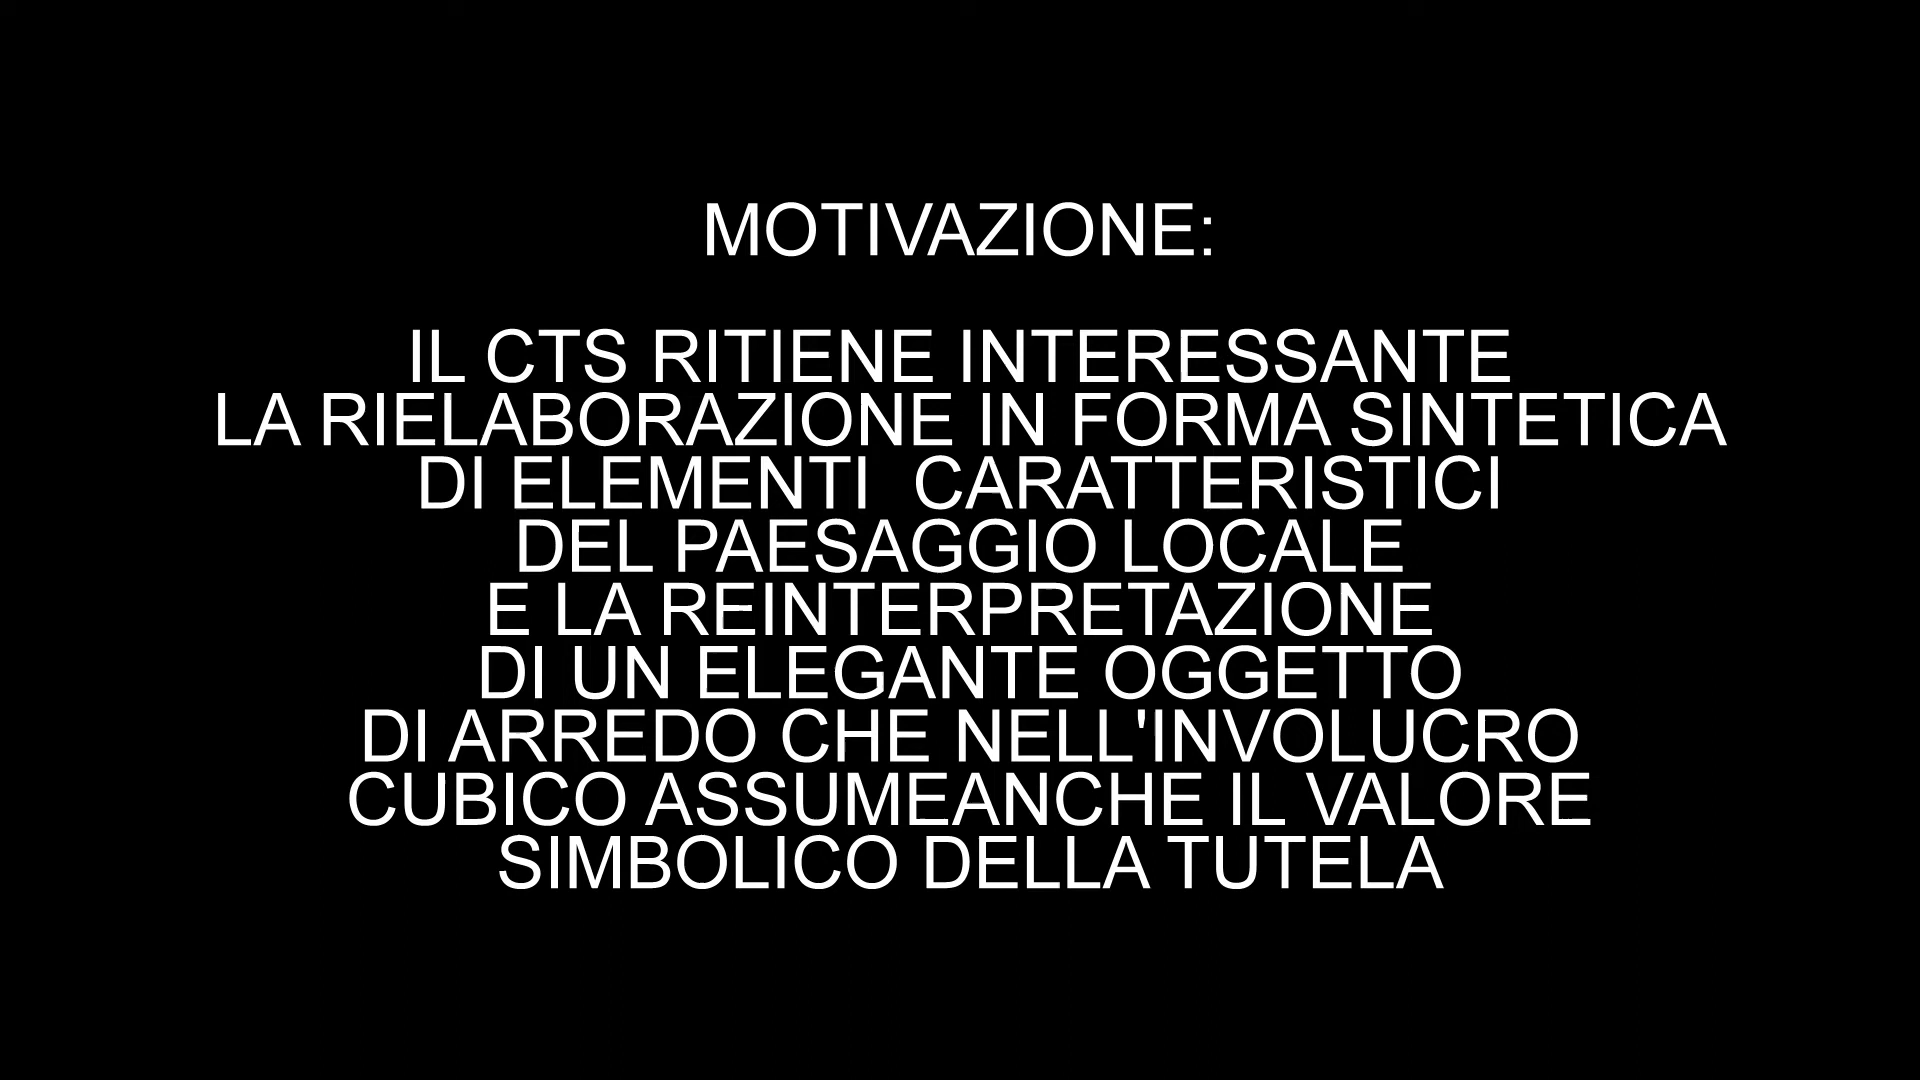 MOTIVAZIONE:
IL CTS RITIENE INTERESSANTE
LA RIELABORAZIONE IN FORMA SINTETICA
DI ELEMENTI  CARATTERISTICI
DEL PAESAGGIO LOCALE
E LA REINTERPRETAZIONE
DI UN ELEGANTE OGGETTO
DI ARREDO CHE NELL'INVOLUCRO
CUBICO ASSUMEANCHE IL VALORE
SIMBOLICO DELLA TUTELA